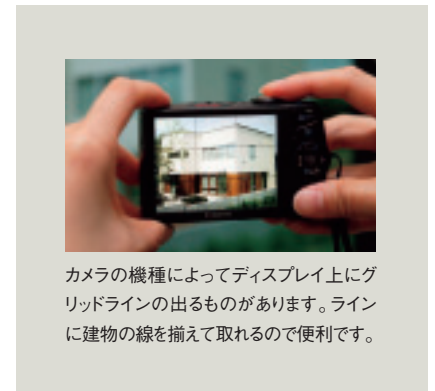 カメラの機種によってディスプレイ上にグ
リッドラインの出るものがあります。ライン
に建物の線を揃えて取れるので便利です。